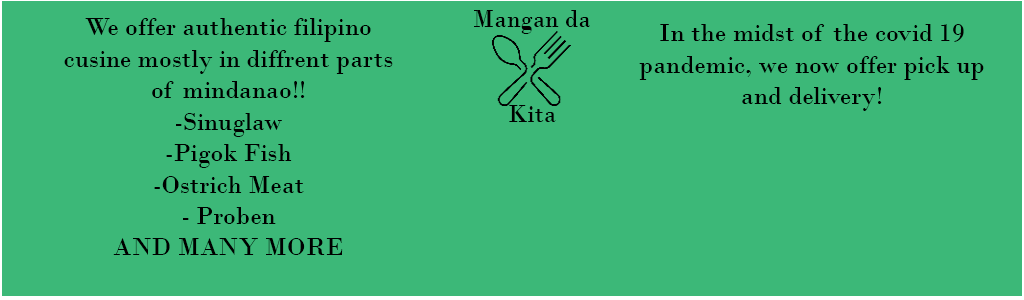 We offer authentic filipino
cusine mostly in diffrent parts
of mindanao!!
-Sinuglaw
-Pigok Fish
-Ostrich Meat
- Proben
AND MANY MORE
Mangan da
Kita
In the midst of the covid 19
pandemic, we now offer pick up
and delivery!